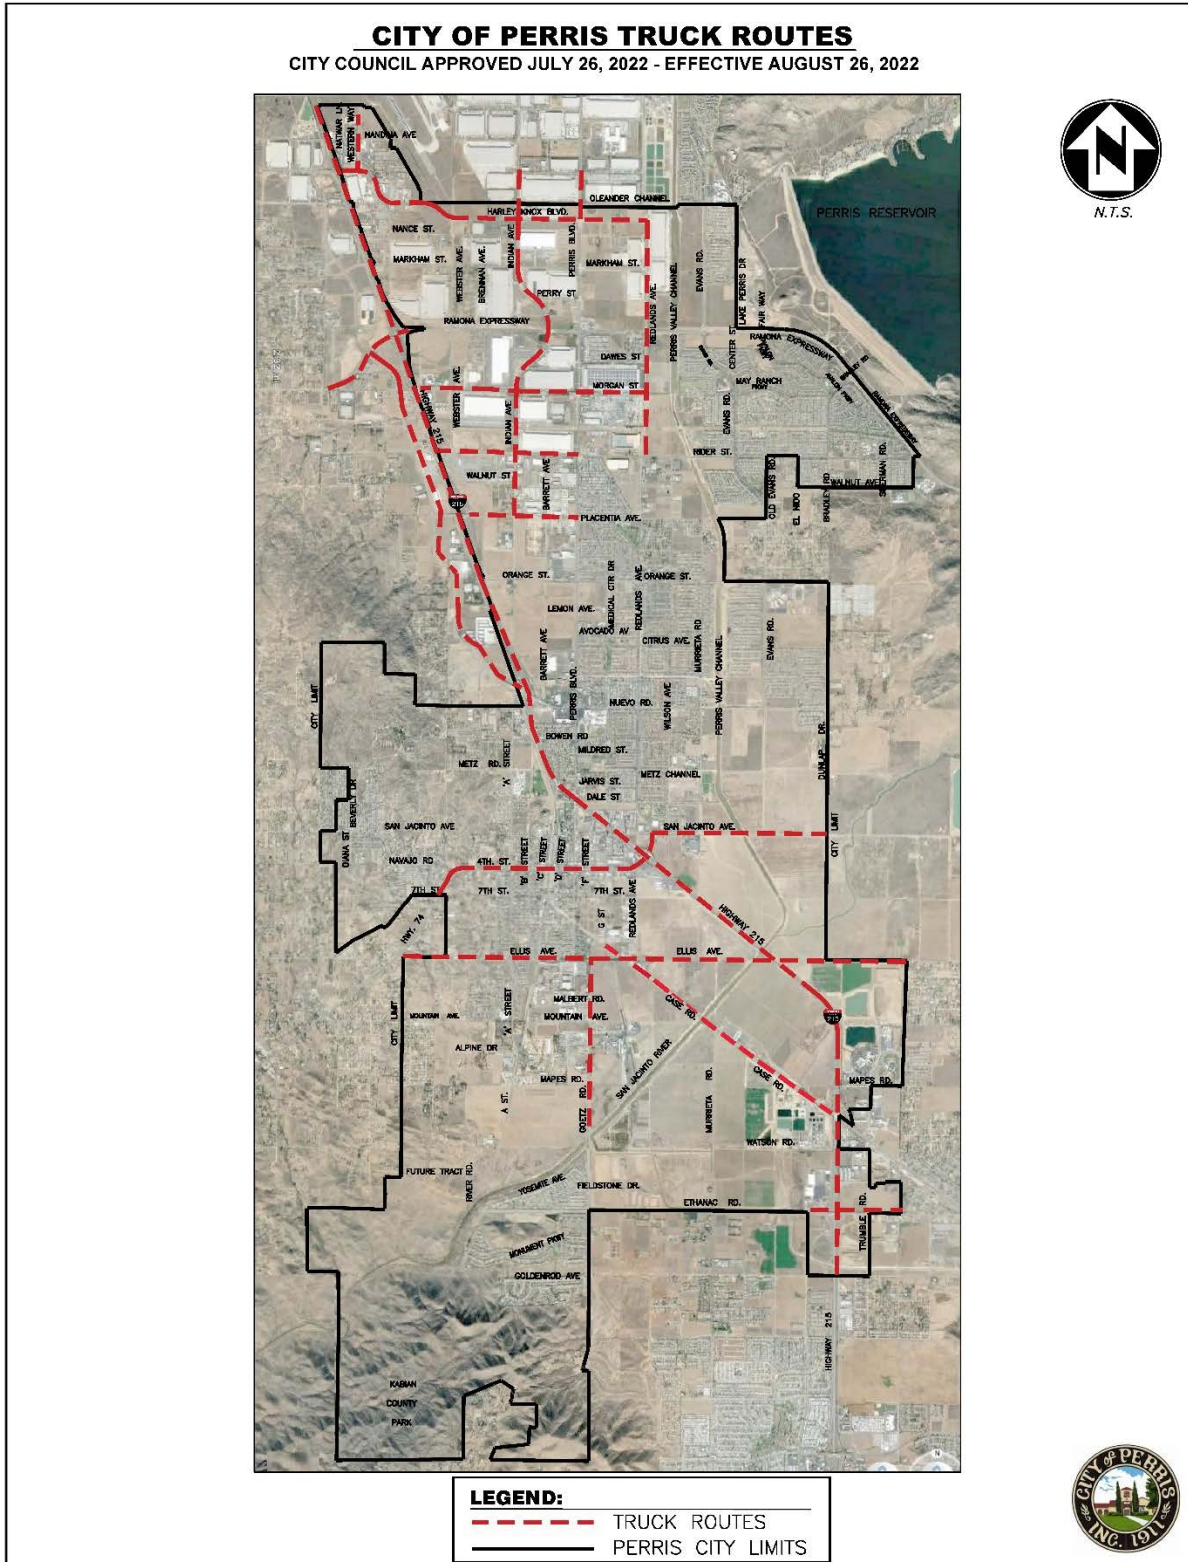 CITY OF PERRIS TRUCK ROUTES
CITY COUNCIL APPROVED JULY 26, 2022 - EFFECTIVE AUGUST 26, 2022
N
N.T.S.
NATWAR LN
WESTERN WAY
NANDINA AVE
OLEANDER CHANNEL
HARLEY KNOX BLVD.
PERRIS RESERVOIR
NANCE ST.
MARKHAM ST.
WEBSTER AVE.
BRENNAN AVE.
INDIAN AVE.
PERRIS BLVD.
MARKHAM ST.
PERRY ST
REDLANDS AVE.
PERRIS VALLEY CHANNEL
EVANS RD.
LAKE PERRIS DR
FAIR WAY
RAMONA EXPRESSWAY
RAMONA EXPRESSWAY
CENTER ST.
DAWES ST
MORGAN ST
MAY RANCH
PKWY
AVALON PKWY
RAMONA EXPRESSWAY
WEBSTER AVE.
HIGHWAY 215
INDIAN AVE
EVANS RD.
RIDER ST.
WALNUT ST
BARRETT AVE
OLD EVANS RD.
EL NIDO
BRADLEY RD
WALNUT AVE.
SHERMAN RD.
215
PLACENTIA AVE.
ORANGE ST.
MEDICAL CTR DR
REDLANDS AVE.
ORANGE ST.
LEMON AVE.
AVOCADO AV
CITRUS AVE.
MURRIETA RD
EVANS RD.
BARRETT AVE
PERRIS BLVD.
PERRIS VALLEY CHANNEL
CITY LIMIT
NUEVO RD.
WILSON AVE
BOWEN RD
MILDRED ST.
METZ RD.
'A' STREET
METZ CHANNEL
JARVIS ST.
DALE ST
DUNLAP DR.
DIANA ST
BEVERLY DR
SAN JACINTO AVE
SAN JACINTO AVE.
CITY LIMIT
NAVAJO RD
4TH. ST.
'B' STREET
'C' STREET
'D' STREET
'F' STREET
7TH ST
7TH ST.
7TH ST.
HWY. 74
G ST
REDLANDS AVE
HIGHWAY 215
ELLIS AVE.
ELLIS AVE.
CITY LIMIT
MALBERT RD.
MOUNTAIN AVE.
'A' STREET
MOUNTAIN AVE.
CASE RD.
215
ALPINE DR
SAN JACINTO RIVER
MAPES RD.
GOETZ RD.
A ST.
MURRIETA RD.
CASE RD.
MAPES RD.
WATSON RD.
FUTURE TRACT
RIVER RD.
YOSEMITE AVE.
FIELDSTONE DR.
ETHANAC RD.
TRUMBLE RD.
MONUMENT PKWY
GOLDENROD AVE
HIGHWAY 215
KABIAN
COUNTY
PARK
LEGEND:
TRUCK ROUTES
PERRIS CITY LIMITS
CITY OF PERRIS
INC. 1911